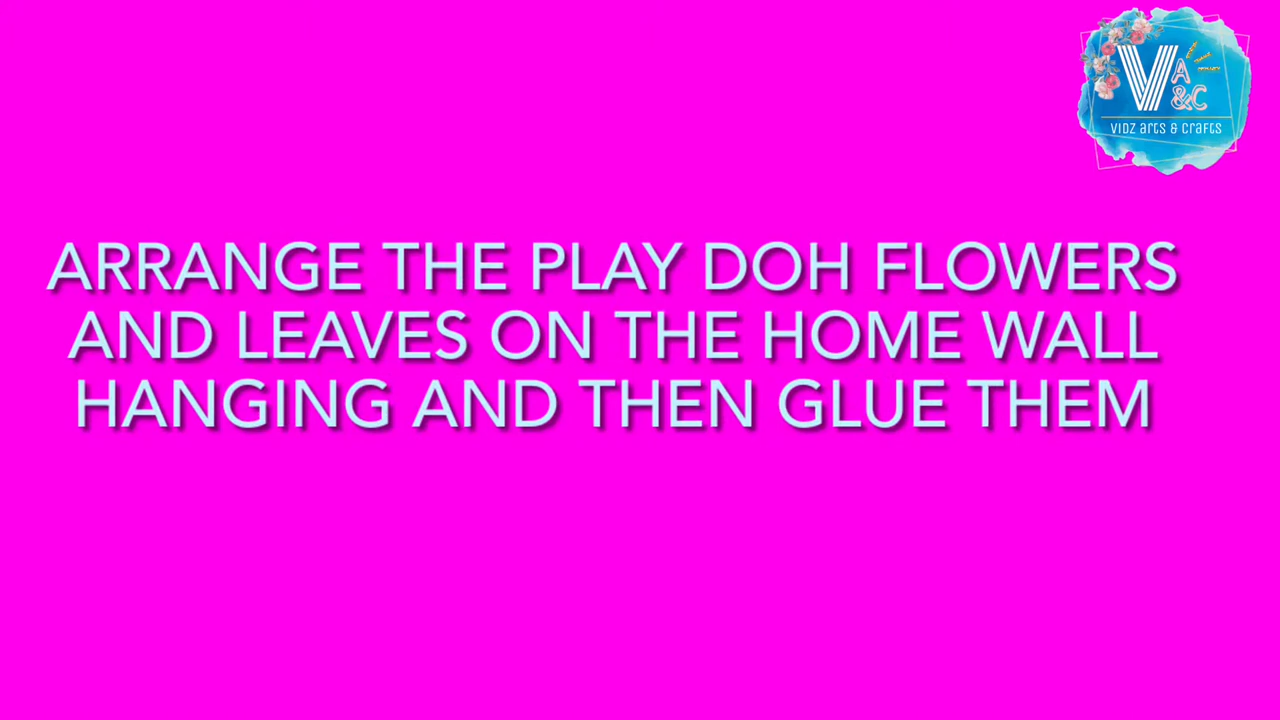 V
A
&C
VIDZ arts & crafts
ARRANGE THE PLAY DOH FLOWERS
AND LEAVES ON THE HOME WALL
HANGING AND THEN GLUE THEM